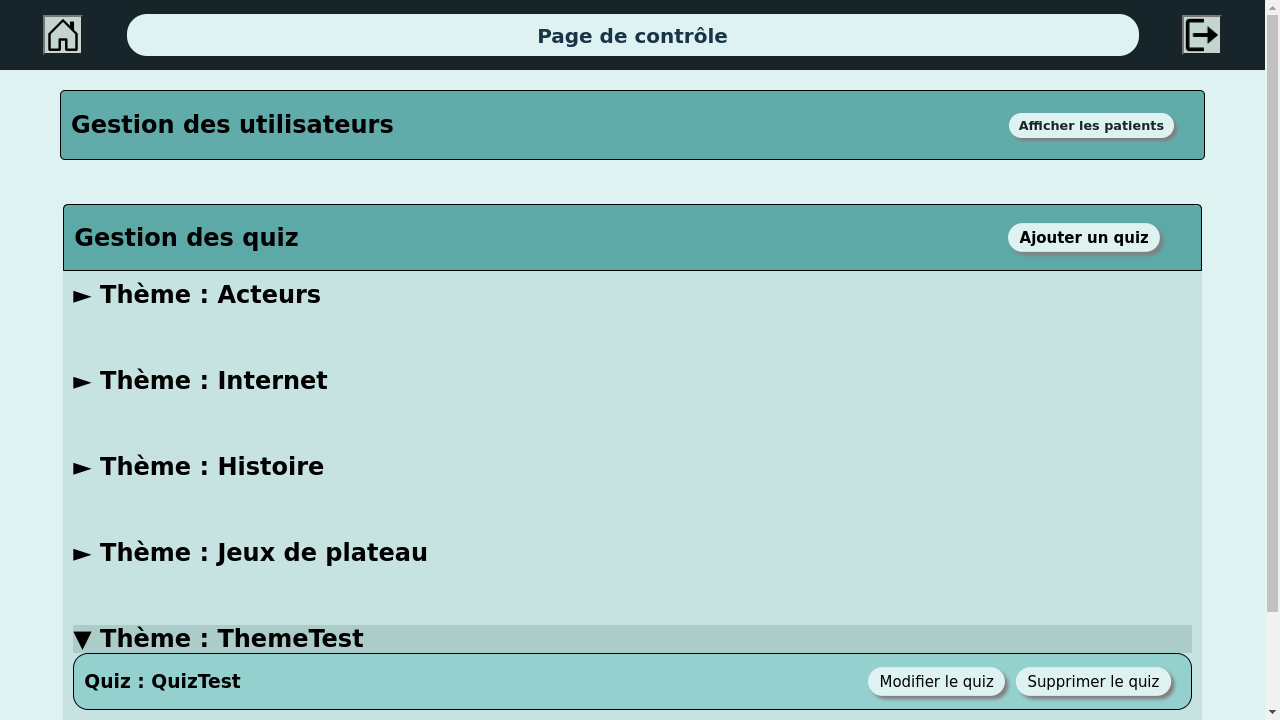 Page de contrôle
Gestion des utilisateurs
Afficher les patients
Gestion des quiz
Ajouter un quiz
► Thème : Acteurs
► Thème : Internet
► Thème : Histoire
► Thème : Jeux de plateau
▼ Thème : ThemeTest
Quiz : QuizTest
Modifier le quiz
Supprimer le quiz